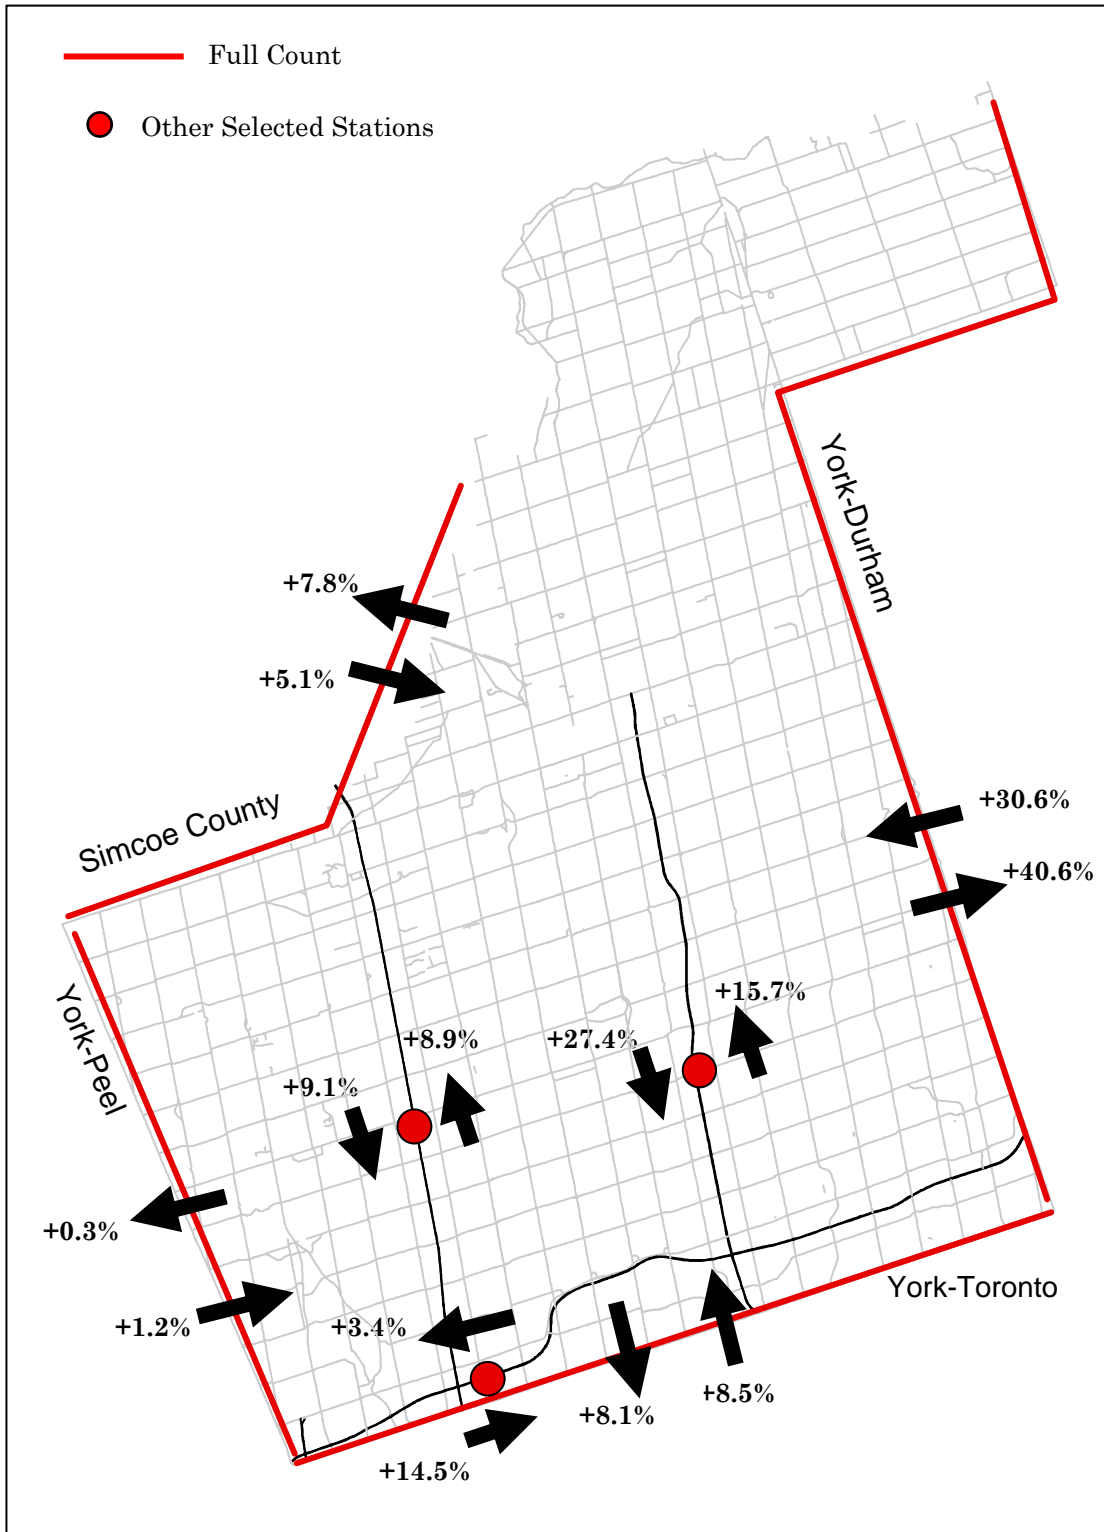 Full Count
Other Selected Stations
York-Durham
+7.8%
+5.1%
Simcoe County
+30.6%
+40.6%
York-Peel
+15.7%
+8.9%
+27.4%
+9.1%
+0.3%
York-Toronto
+1.2%
+3.4%
+8.5%
+8.1%
+14.5%